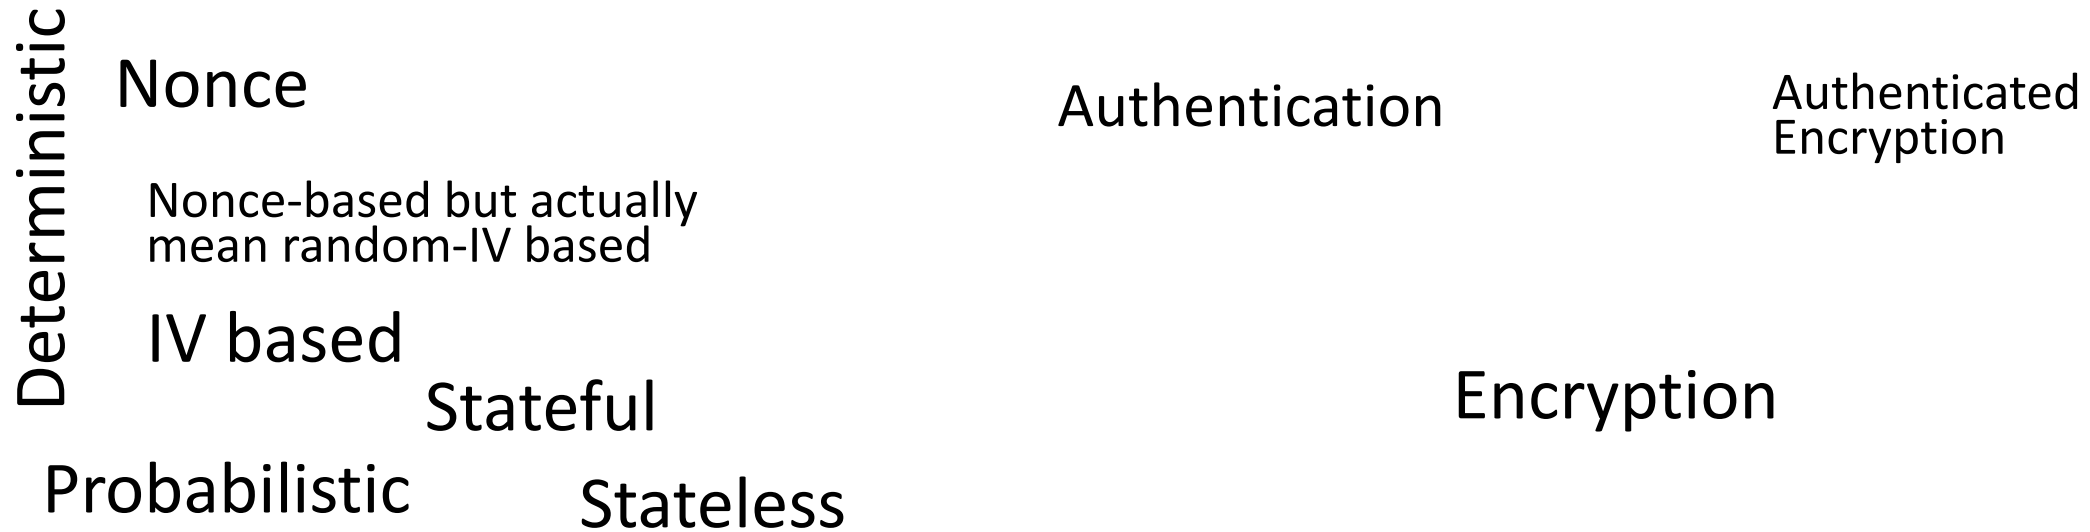 Deterministic
Nonce
Nonce-based but actually
mean random-IV based
IV based
Stateful
Probabilistic
Stateless
Authentication
Encryption
Authenticated
Encryption